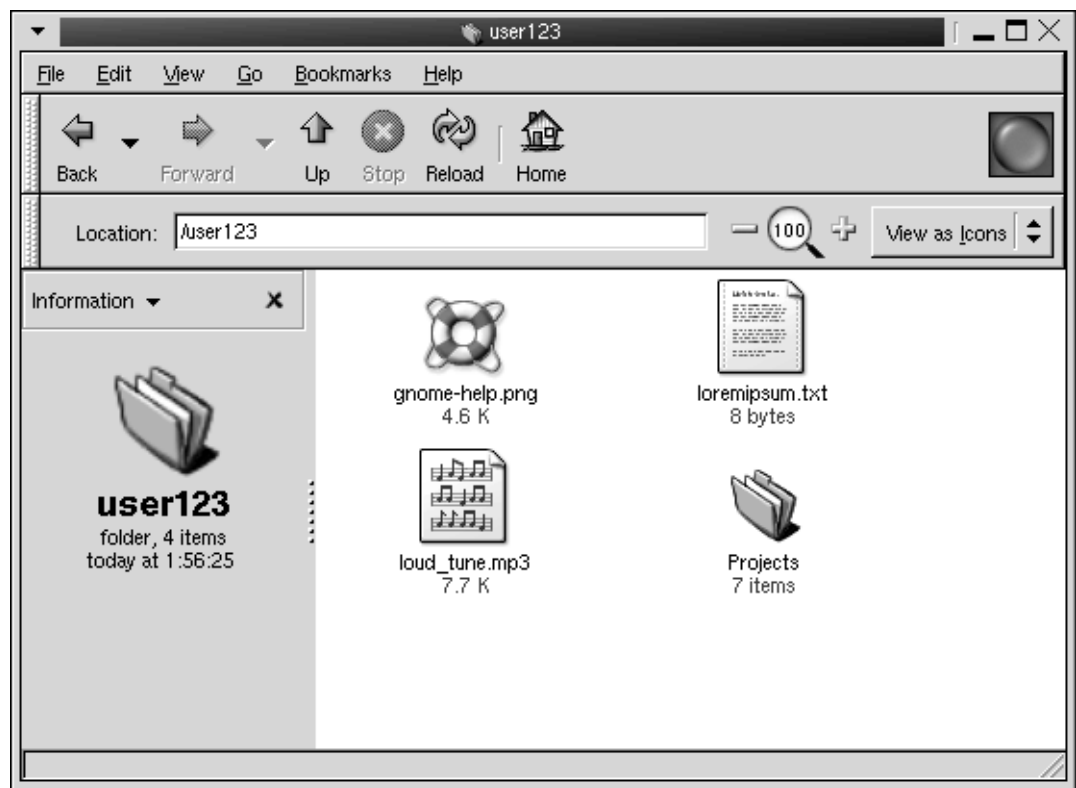 user123
File Edit View Go Bookmarks Help
Back Forward Up Stop Reload Home
Location: /user123 100 View as Icons
Information
user123
folder, 4 items
today at 1:56:25
gnome-help.png
4.6 K
loremipsum.txt
8 bytes
loud_tune.mp3
7.7 K
Projects
7 items